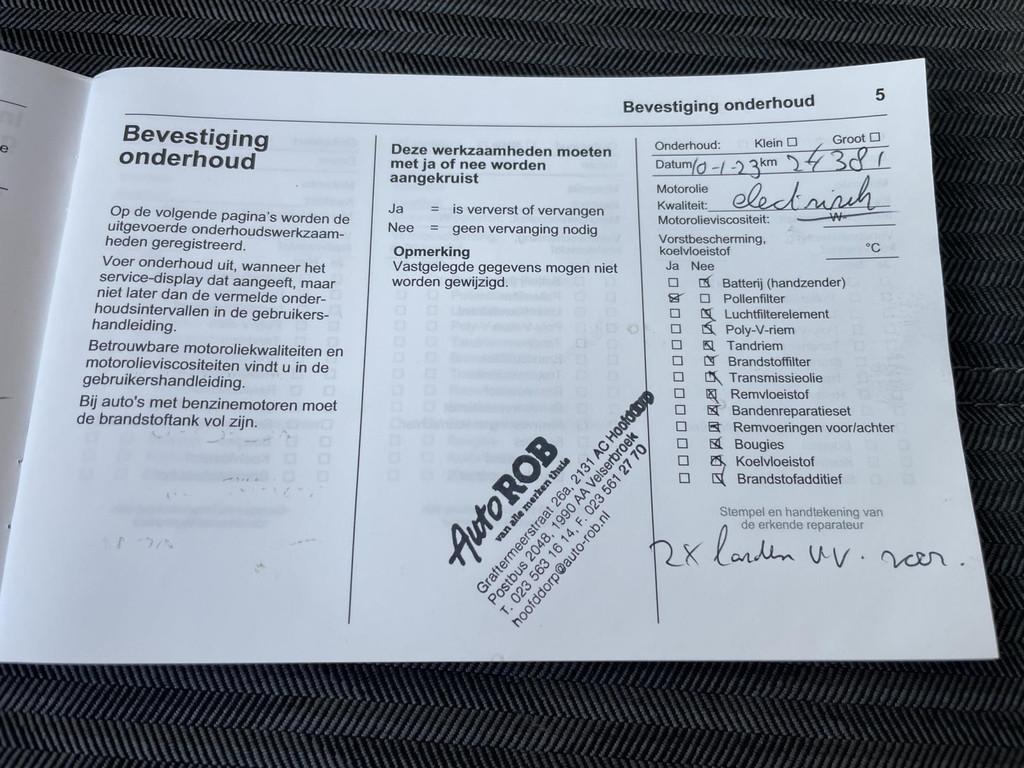 e
Bevestiging onderhoud 5
Bevestiging
onderhoud
Op de volgende pagina's worden de
uitgevoerde onderhoudswerkzaam-
heden geregistreerd.
Voer onderhoud uit, wanneer het
service-display dat aangeeft, maar
niet later dan de vermelde onder-
houdsintervallen in de gebruikers-
handleiding.
Betrouwbare motoroliekwaliteiten en
motorolieviscositeiten vindt u in de
gebruikershandleiding.
Bij auto's met benzinemotoren moet
de brandstoftank vol zijn.
Deze werkzaamheden moeten
met ja of nee worden
aangekruist
Ja = is ververst of vervangen
Nee = geen vervanging nodig
Opmerking
Vastgelegde gegevens mogen niet
worden gewijzigd.
Auto ROB
van alle merken thuis
Graftermeerstraat 26a, 2131 AC Hoofddorp
Postbus 2048, 1990 AA Velserbroek
T. 023 563 16 14, F. 023 561 27 70
hoofddorp@auto-rob.nl
Onderhoud: Klein Groot
Datum 10-1-23 km 24381
Motorolie
Kwaliteit: electrisch
Motorolieviscositeit: W-
Vorstbescherming,
koelvloeistof °C
Ja Nee
Batterij (handzender)
Pollenfilter
Luchtfilterelement
Poly-V-riem
Tandriem
Brandstoffilter
Transmissieolie
Remvloeistof
Bandenreparatieset
Remvoeringen voor/achter
Bougies
Koelvloeistof
Brandstofadditief
Stempel en handtekening van
de erkende reparateur
2x banden VV. voor.